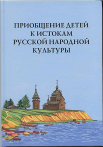 ПРИОБЩЕНИЕ ДЕТЕЙ
К ИСТОКАМ
РУССКОЙ НАРОДНОЙ
КУЛЬТУРЫ